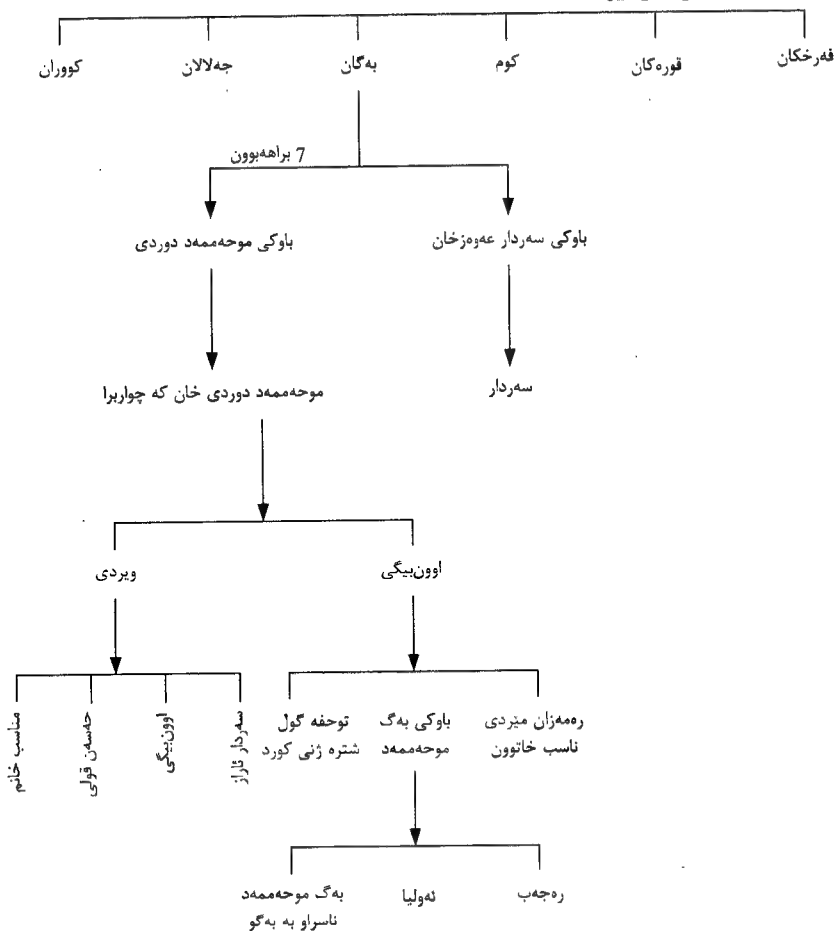 فەرخکان
قورەکان
کوم
بەگان
جەلالان
کووران
7 براهەبوون
باوکی سەردار عەوەزخان
باوکی موحەممەد دوردی
سەردار
موحەممەد دوردی خان کە چواربرا
اوون‌بیگی
ویردی
رەمەزان مێردی
ناسب خاتوون
باوکی بەگ
موحەممەد
توحفە گول
شترە ژنی کورد
سەردار ئاراز
اوون‌بیگی
حەسەن قولی
مناسب خانم
رەجەب
ئەولیا
بەگ موحەممەد
ناسراو بە بەگو